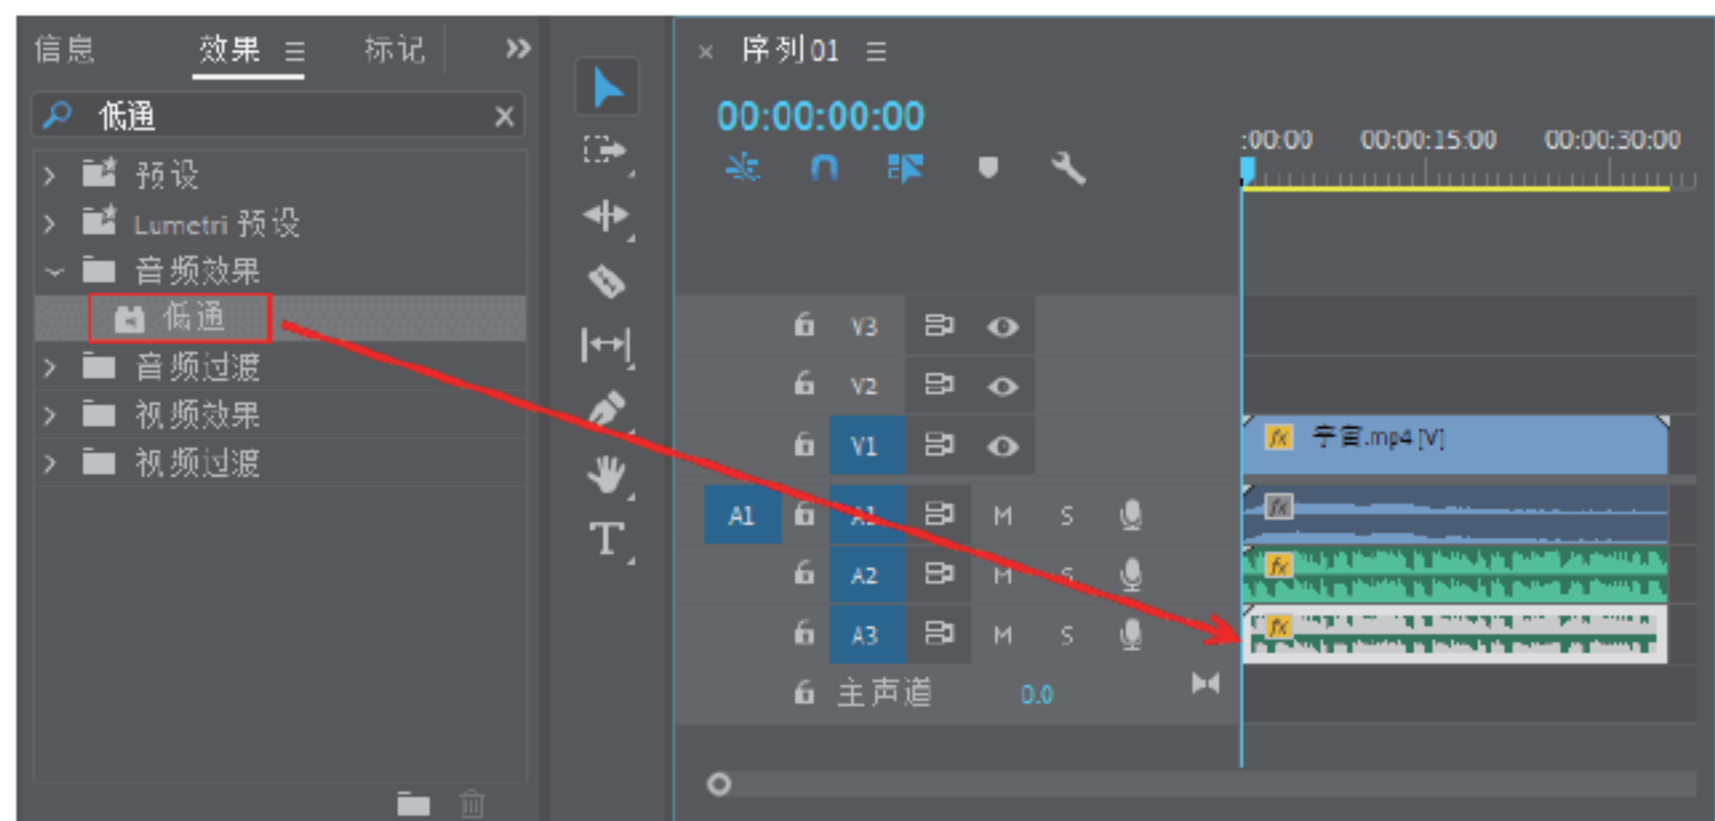 信息 效果 标记
低通
预设
Lumetri 预设
音频效果
低通
音频过渡
视频效果
视频过渡
T
× 序列01
00:00:00:00
:00:00 00:00:15:00 00:00:30:00
V3
V2
V1 fx 宇宙.mp4 [V]
A1 A1 M S fx
A2 M S fx
A3 M S fx
主声道 0.0